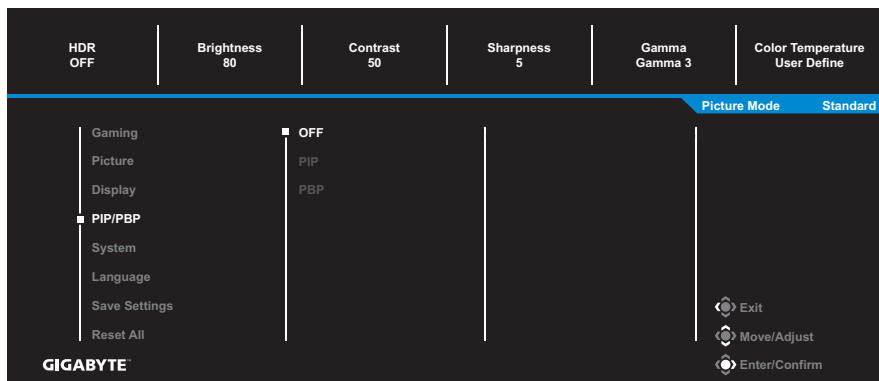 HDR
OFF
Brightness
80
Contrast
50
Sharpness
5
Gamma
Gamma 3
Color Temperature
User Define
Picture Mode Standard
Gaming
Picture
Display
PIP/PBP
System
Language
Save Settings
Reset All
OFF
PIP
PBP
Exit
Move/Adjust
Enter/Confirm
GIGABYTE™